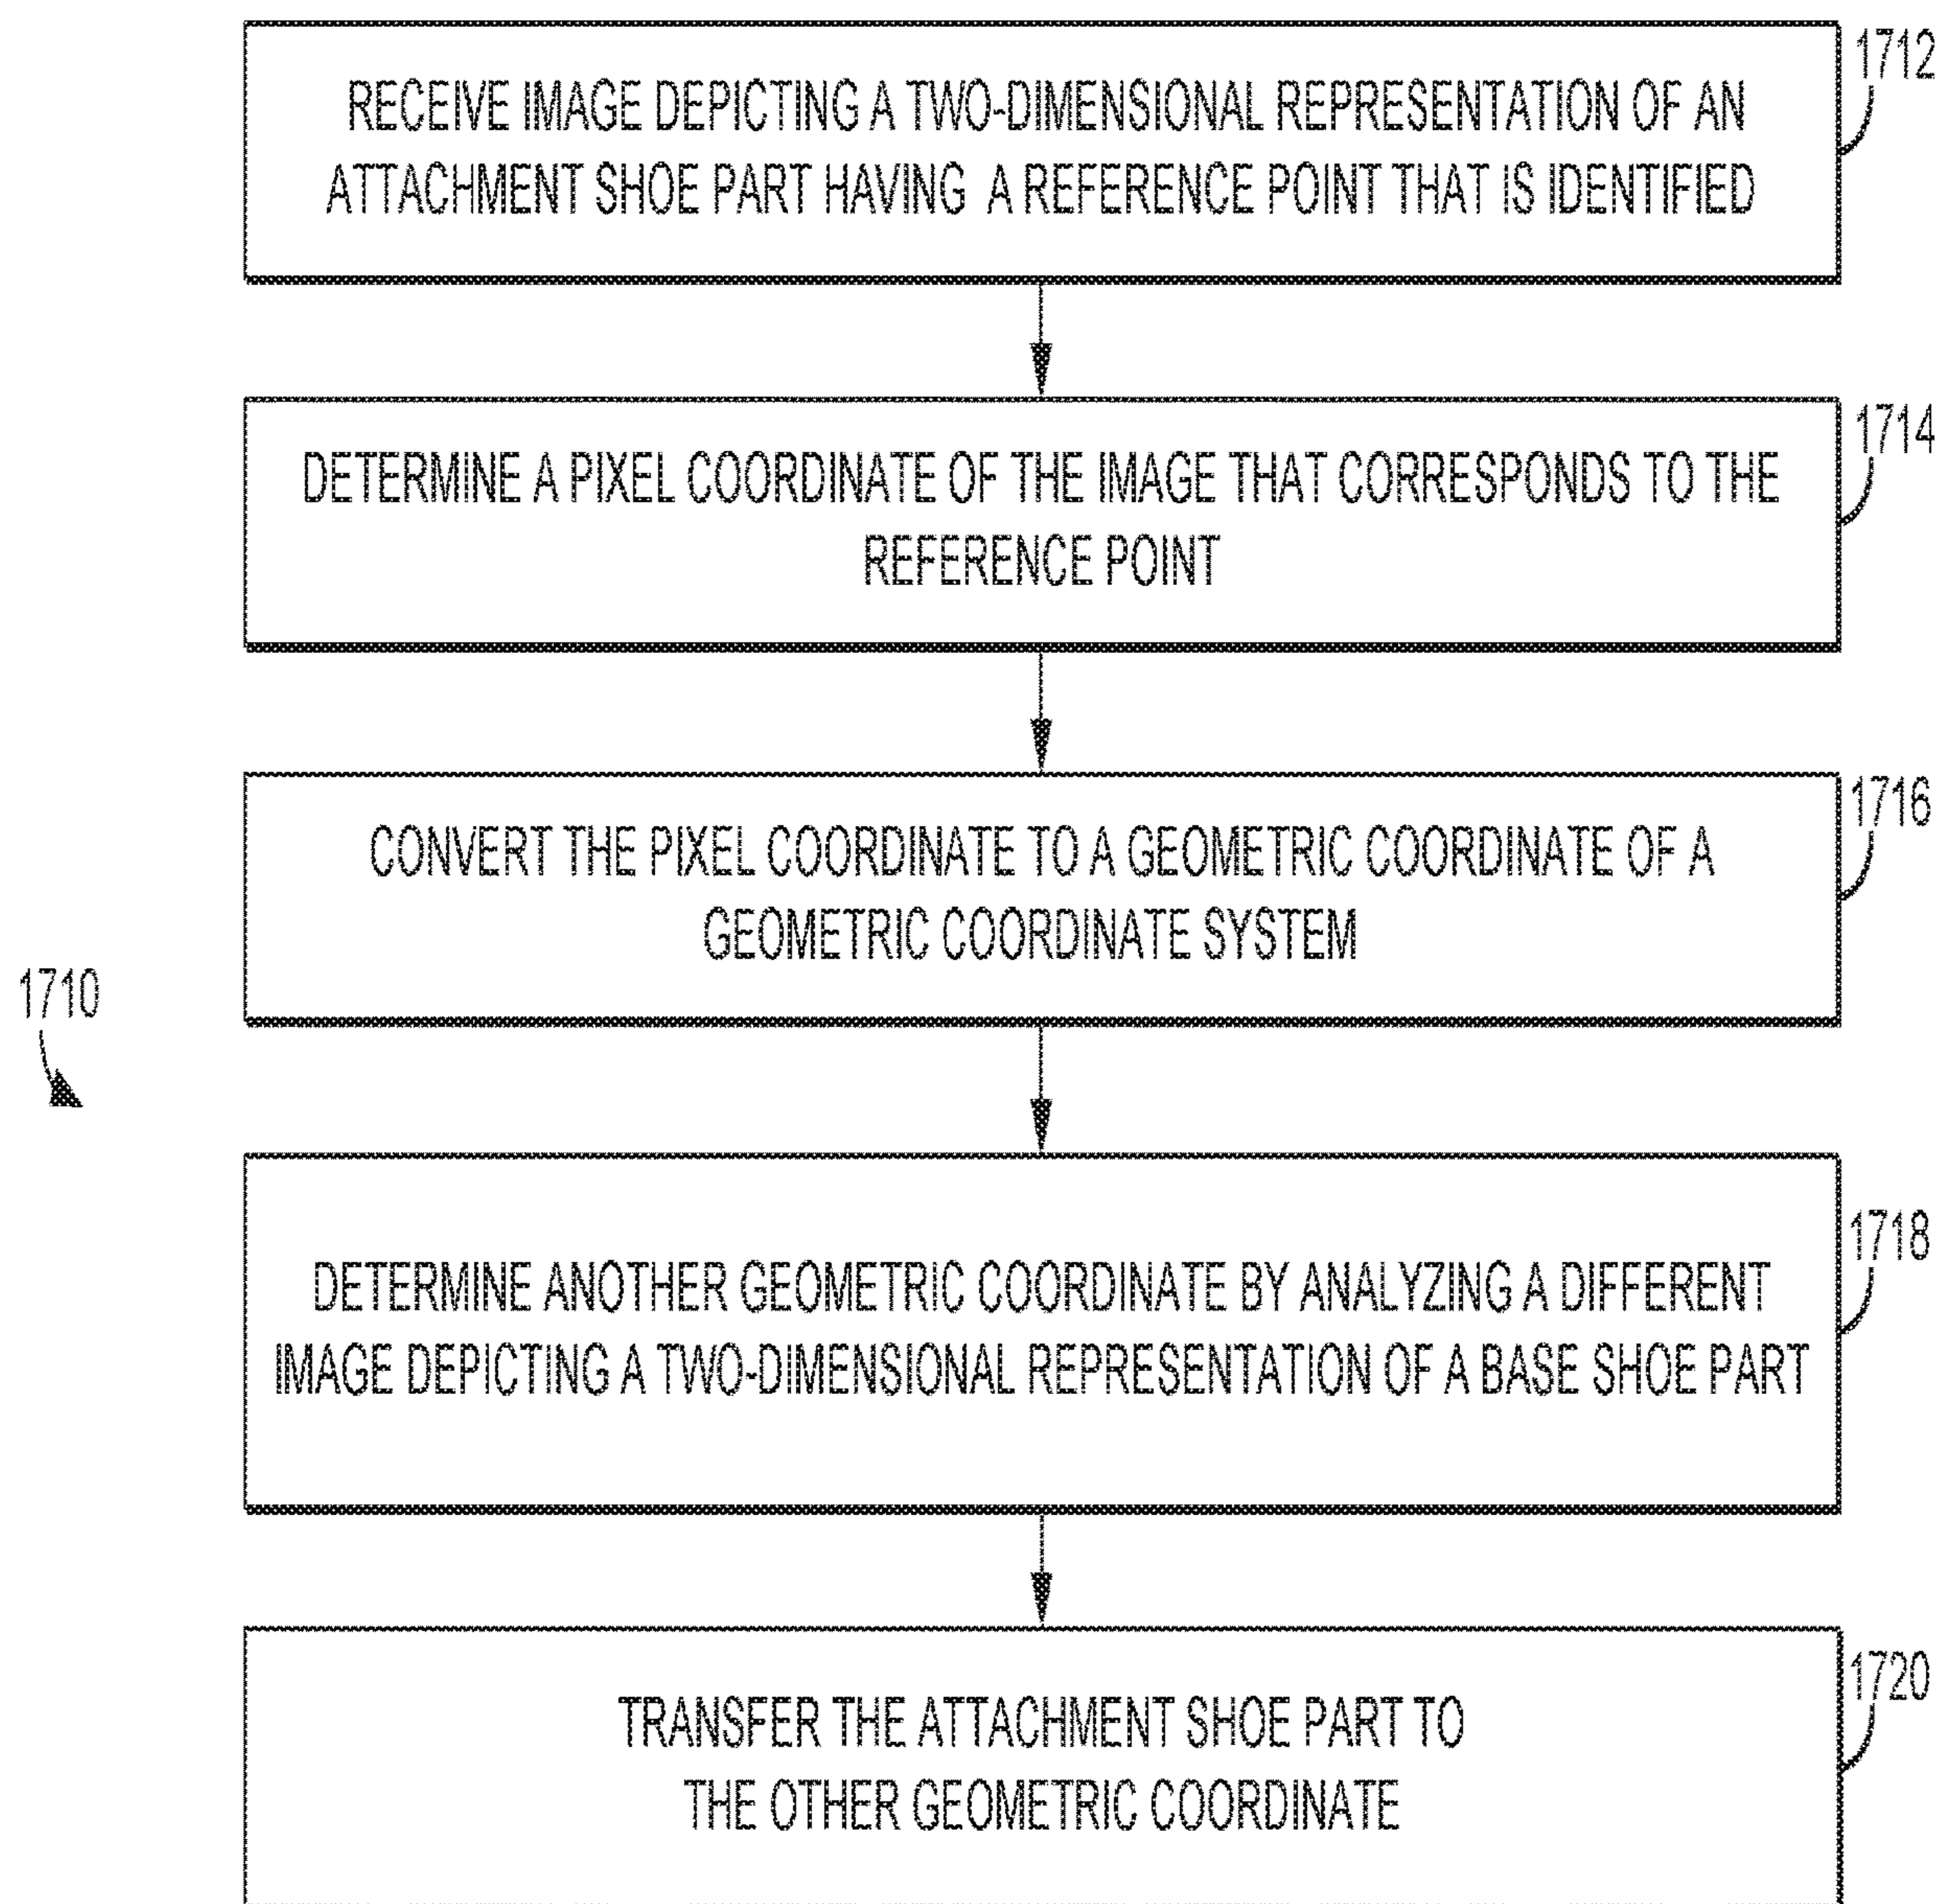 1712
RECEIVE IMAGE DEPICTING A TWO-DIMENSIONAL REPRESENTATION OF AN
ATTACHMENT SHOE PART HAVING A REFERENCE POINT THAT IS IDENTIFIED
1714
DETERMINE A PIXEL COORDINATE OF THE IMAGE THAT CORRESPONDS TO THE
REFERENCE POINT
1716
CONVERT THE PIXEL COORDINATE TO A GEOMETRIC COORDINATE OF A
GEOMETRIC COORDINATE SYSTEM
1710
1718
DETERMINE ANOTHER GEOMETRIC COORDINATE BY ANALYZING A DIFFERENT
IMAGE DEPICTING A TWO-DIMENSIONAL REPRESENTATION OF A BASE SHOE PART
1720
TRANSFER THE ATTACHMENT SHOE PART TO
THE OTHER GEOMETRIC COORDINATE